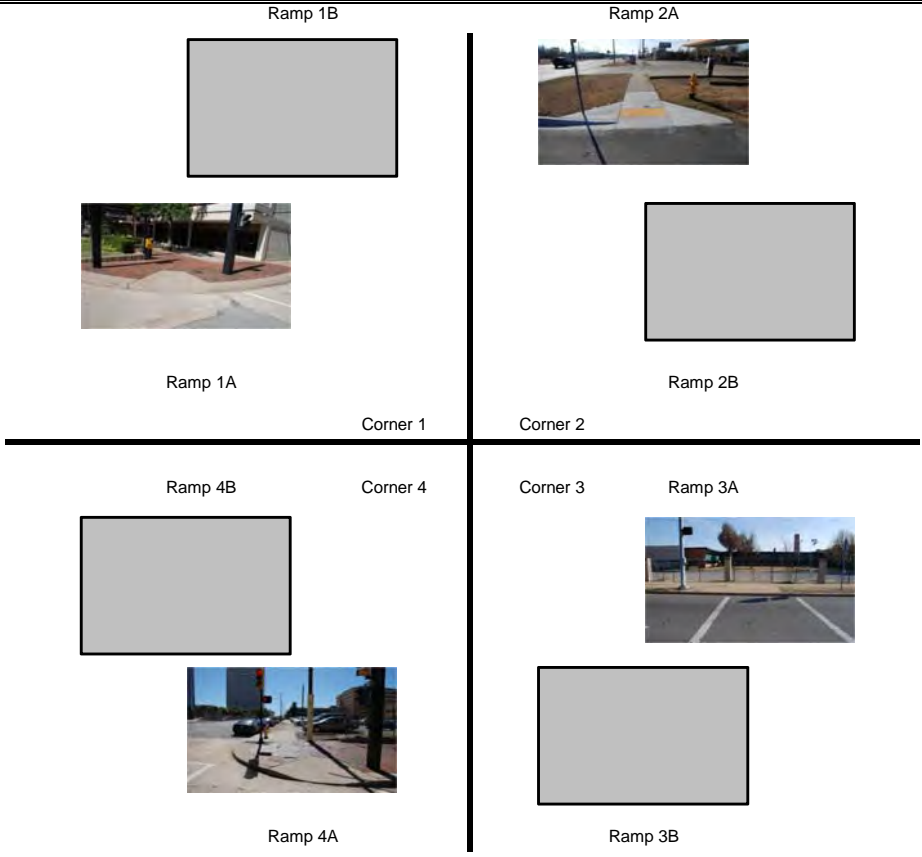 Ramp 1B
Ramp 2A
Ramp 1A
Ramp 2B
Corner 1
Corner 2
Ramp 4B
Corner 4
Corner 3
Ramp 3A
Ramp 4A
Ramp 3B